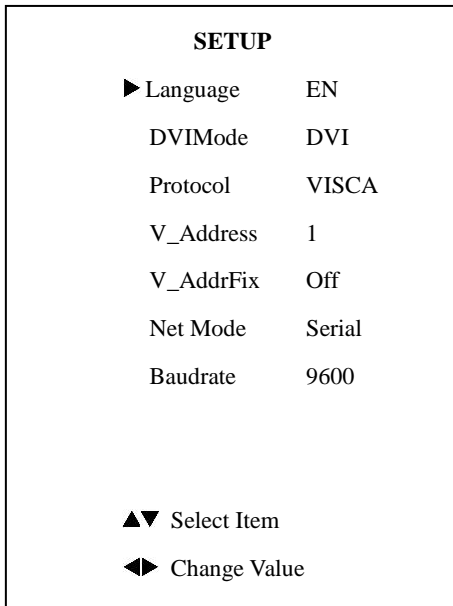 SETUP
Language EN
DVIMode DVI
Protocol VISCA
V_Address 1
V_AddrFix Off
Net Mode Serial
Baudrate 9600
Select Item
Change Value